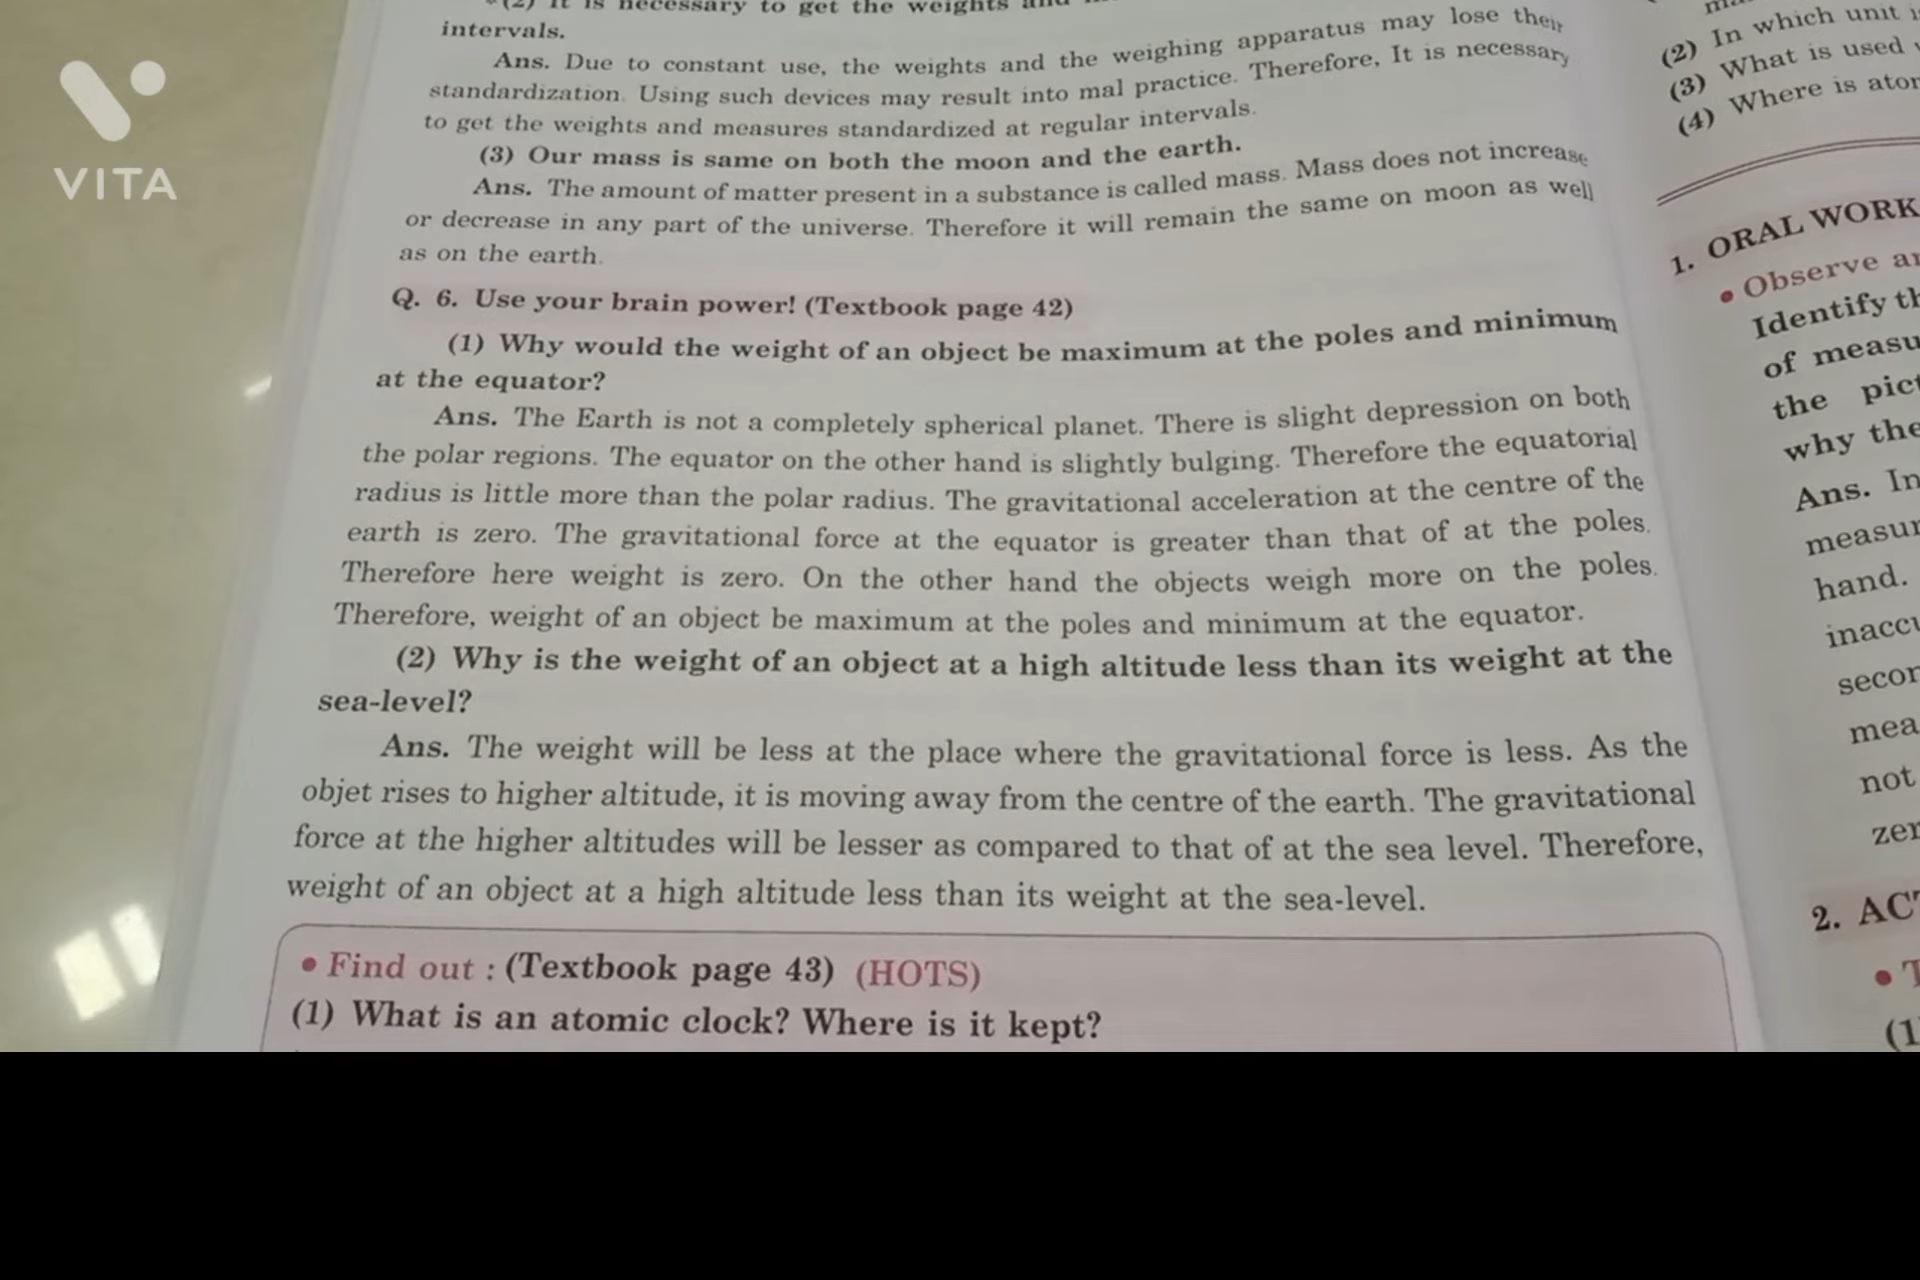 VITA
(2) It is necessary to get the weights
intervals.
Ans. Due to constant use, the weights and the weighing apparatus may lose their
standardization. Using such devices may result into mal practice. Therefore, It is necessary
to get the weights and measures standardized at regular intervals.
(3) Our mass is same on both the moon and the earth.
Ans. The amount of matter present in a substance is called mass. Mass does not increase
or decrease in any part of the universe. Therefore it will remain the same on moon as well
as on the earth.
Q. 6. Use your brain power! (Textbook page 42)
(1) Why would the weight of an object be maximum at the poles and minimum
at the equator?
Ans. The Earth is not a completely spherical planet. There is slight depression on both
the polar regions. The equator on the other hand is slightly bulging. Therefore the equatorial
radius is little more than the polar radius. The gravitational acceleration at the centre of the
earth is zero. The gravitational force at the equator is greater than that of at the poles.
Therefore here weight is zero. On the other hand the objects weigh more on the poles.
Therefore, weight of an object be maximum at the poles and minimum at the equator.
(2) Why is the weight of an object at a high altitude less than its weight at the
sea-level?
Ans. The weight will be less at the place where the gravitational force is less. As the
objet rises to higher altitude, it is moving away from the centre of the earth. The gravitational
force at the higher altitudes will be lesser as compared to that of at the sea level. Therefore,
weight of an object at a high altitude less than its weight at the sea-level.
• Find out : (Textbook page 43) (HOTS)
(1) What is an atomic clock? Where is it kept?
(2) In which unit
(3) What is used
(4) Where is
1. ORAL WORK
• Observe
Identify
of
the
why
Ans. In
hand.
not
2.
(1)